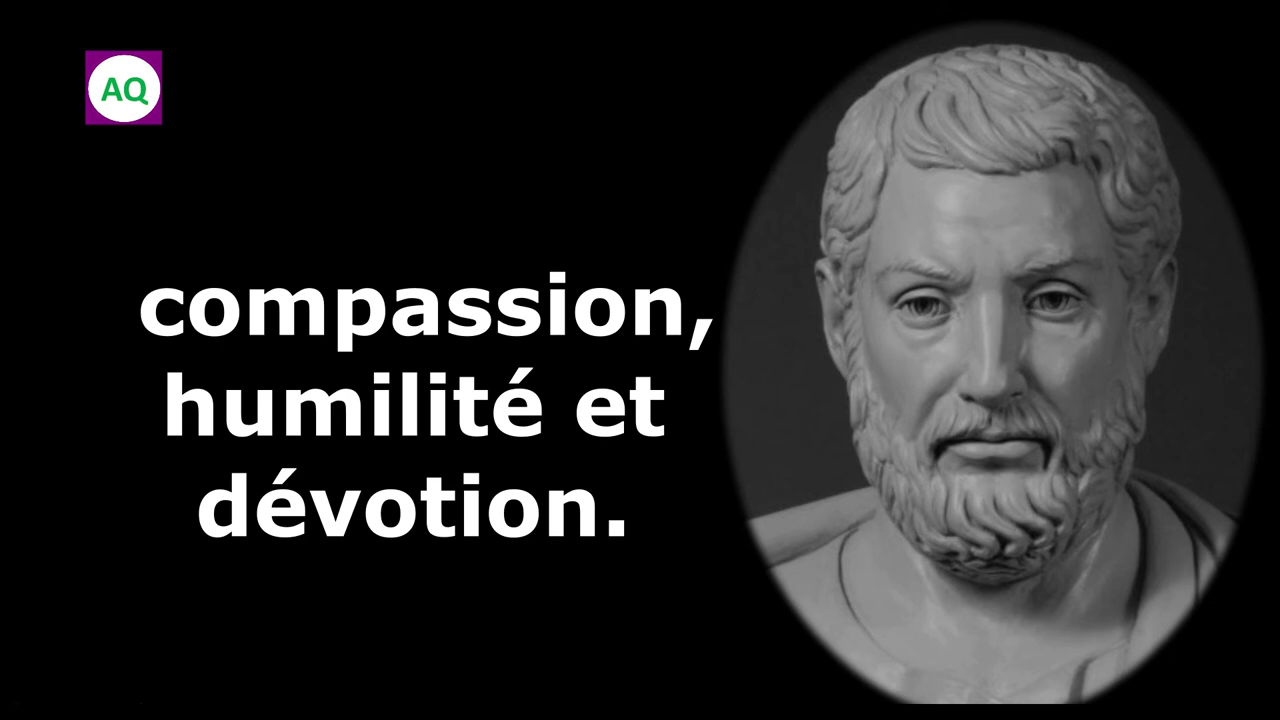 AQ
compassion,
humilité et
dévotion.